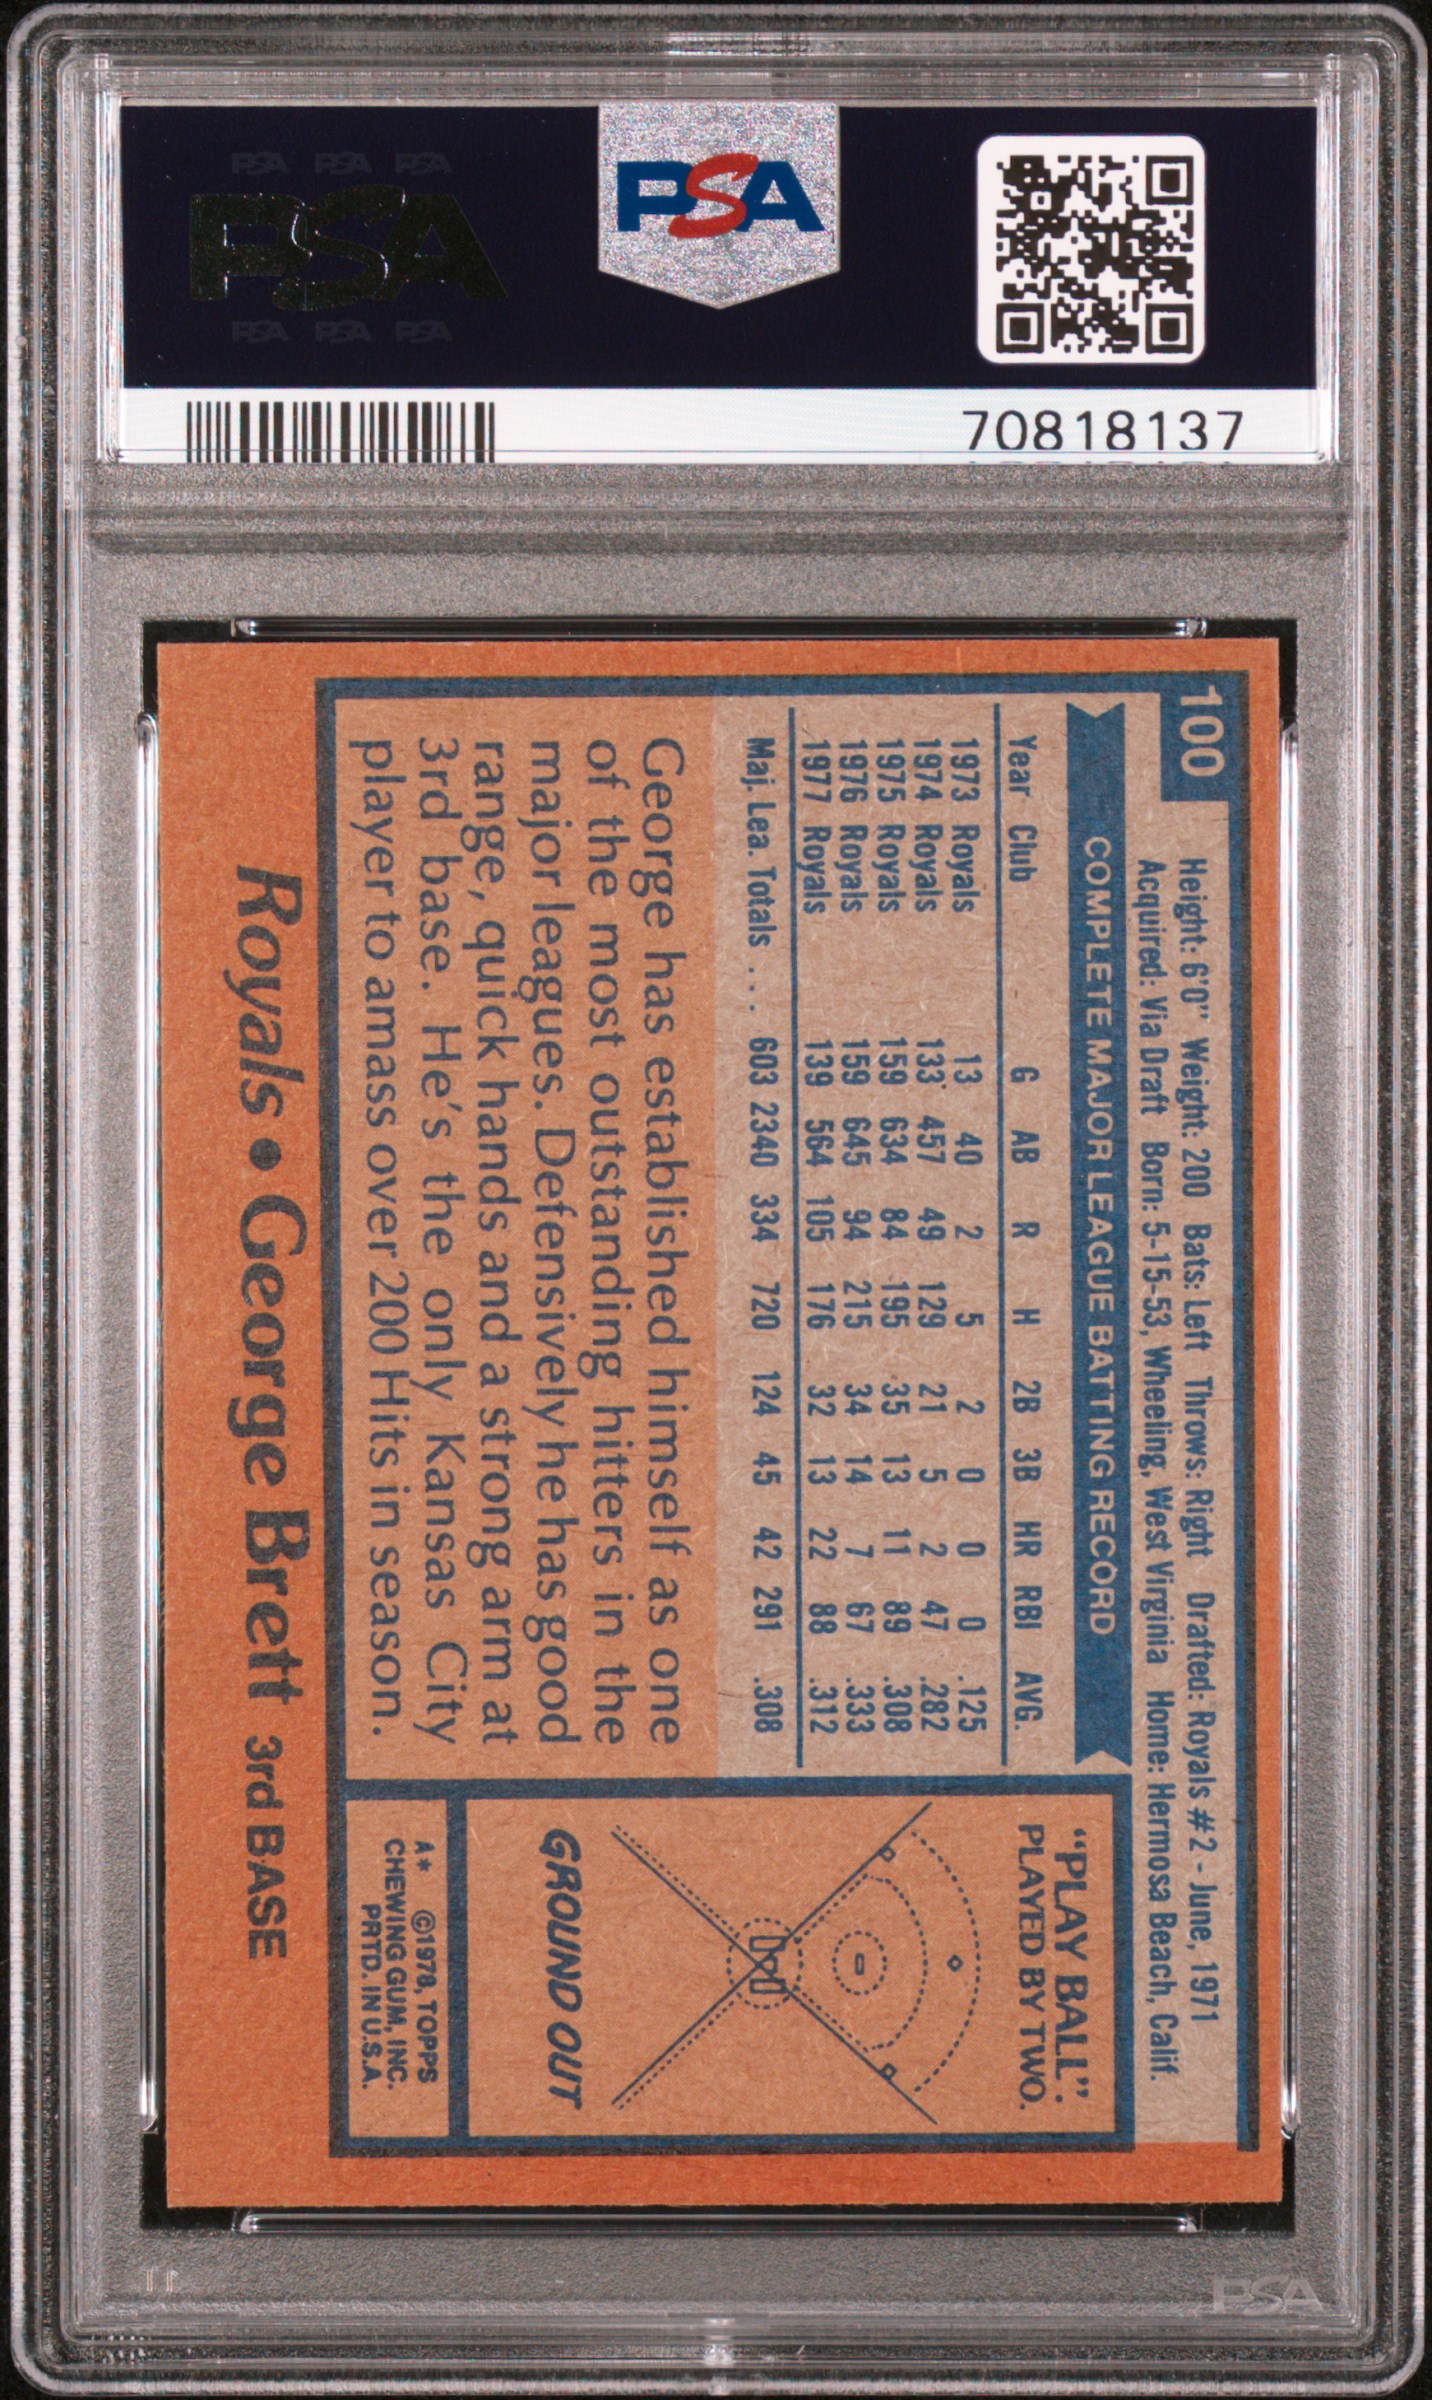 PSA PSA PSA
PSA
PSA PSA PSA
PSA
70818137
100
Height: 6'0" Weight: 200 Bats: Left Throws: Right Drafted: Royals #2 - June, 1971
Acquired: Via Draft Born: 5-15-53, Wheeling, West Virginia Home: Hermosa Beach, Calif.
COMPLETE MAJOR LEAGUE BATTING RECORD
Year Club G AB R H 2B 3B HR RBI AVG.
1973 Royals 13 40 2 5 2 0 0 0 .125
1974 Royals 133 457 49 129 21 5 2 47 .282
1975 Royals 159 634 84 195 35 13 11 89 .308
1976 Royals 159 645 94 215 34 14 7 67 .333
1977 Royals 139 564 105 176 32 13 22 88 .312
Maj. Lea. Totals . . . 603 2340 334 720 124 45 42 291 .308
George has established himself as one
of the most outstanding hitters in the
major leagues. Defensively he has good
range, quick hands and a strong arm at
3rd base. He's the only Kansas City
player to amass over 200 Hits in season.
"PLAY BALL":
PLAYED BY TWO.
GROUND OUT
A* ©1978, TOPPS
CHEWING GUM, INC.
PRTD. IN U.S.A.
Royals • George Brett 3rd BASE
PSA